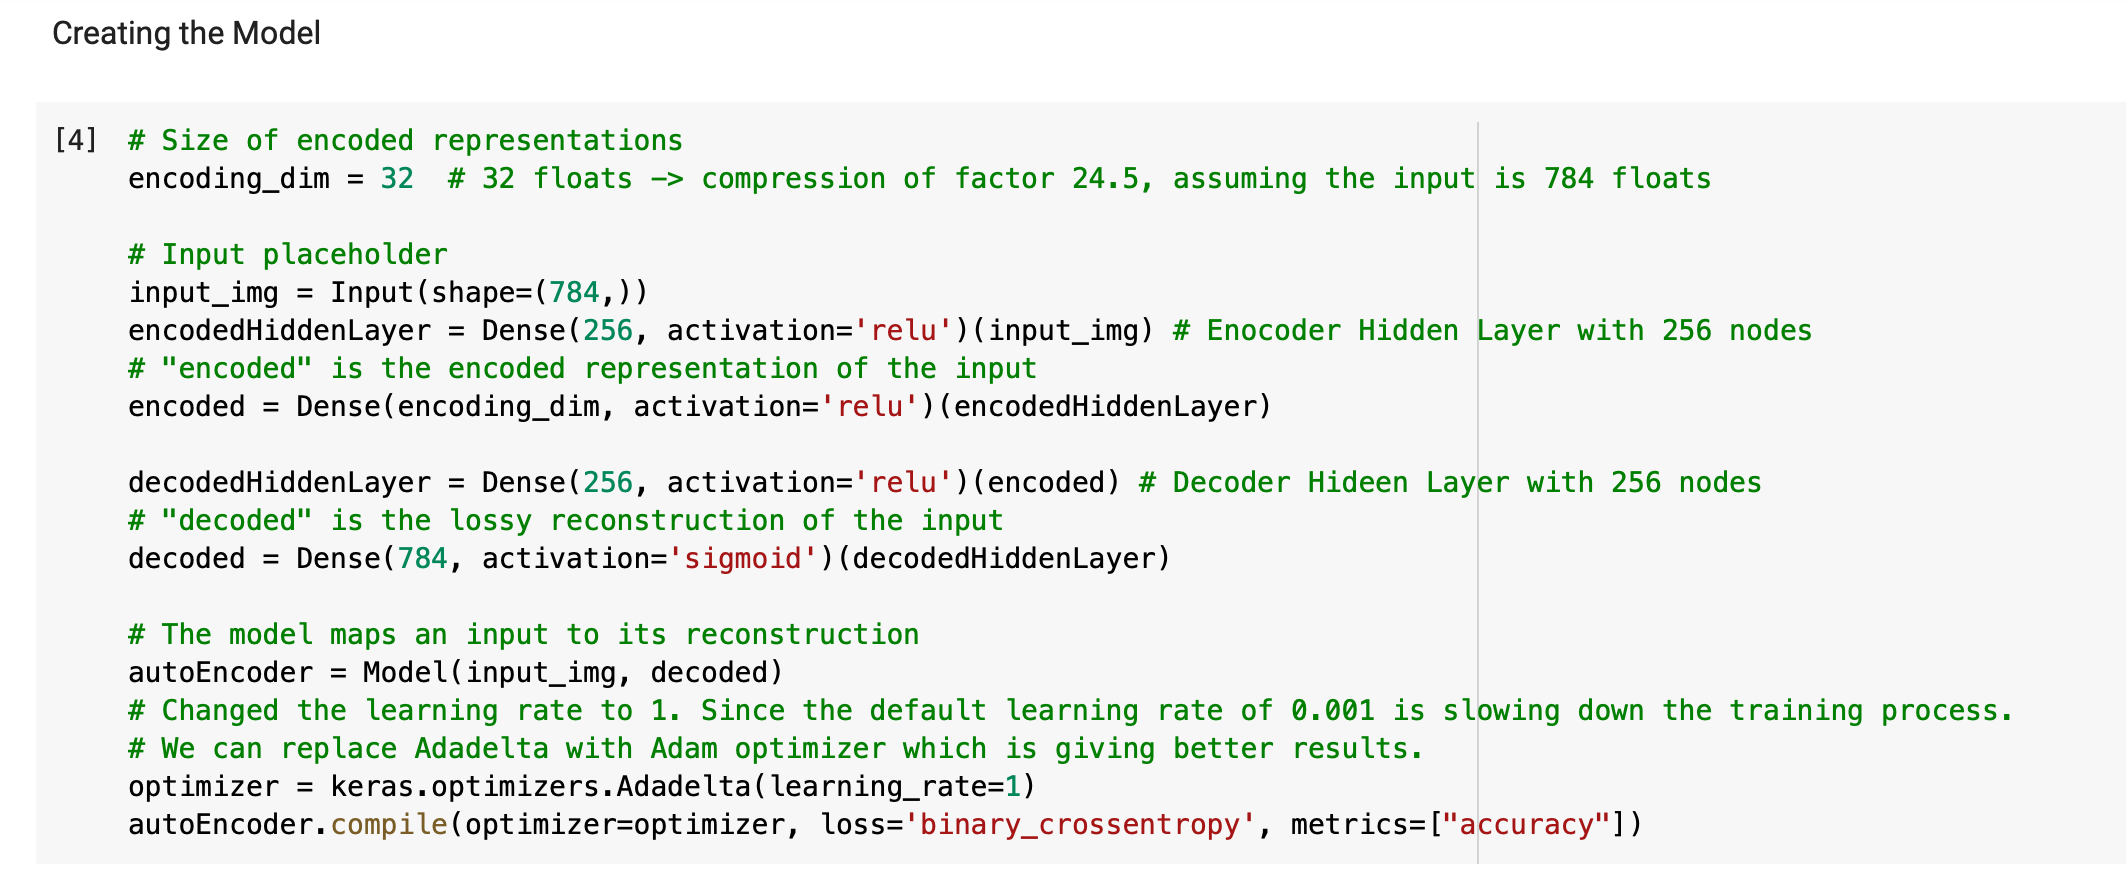 Creating the Model
[4] # Size of encoded representations
encoding_dim = 32  # 32 floats -> compression of factor 24.5, assuming the input is 784 floats
# Input placeholder
input_img = Input(shape=(784,))
encodedHiddenLayer = Dense(256, activation='relu')(input_img) # Enocoder Hidden Layer with 256 nodes
# "encoded" is the encoded representation of the input
encoded = Dense(encoding_dim, activation='relu')(encodedHiddenLayer)
decodedHiddenLayer = Dense(256, activation='relu')(encoded) # Decoder Hideen Layer with 256 nodes
# "decoded" is the lossy reconstruction of the input
decoded = Dense(784, activation='sigmoid')(decodedHiddenLayer)
# The model maps an input to its reconstruction
autoEncoder = Model(input_img, decoded)
# Changed the learning rate to 1. Since the default learning rate of 0.001 is slowing down the training process.
# We can replace Adadelta with Adam optimizer which is giving better results.
optimizer = keras.optimizers.Adadelta(learning_rate=1)
autoEncoder.compile(optimizer=optimizer, loss='binary_crossentropy', metrics=["accuracy"])